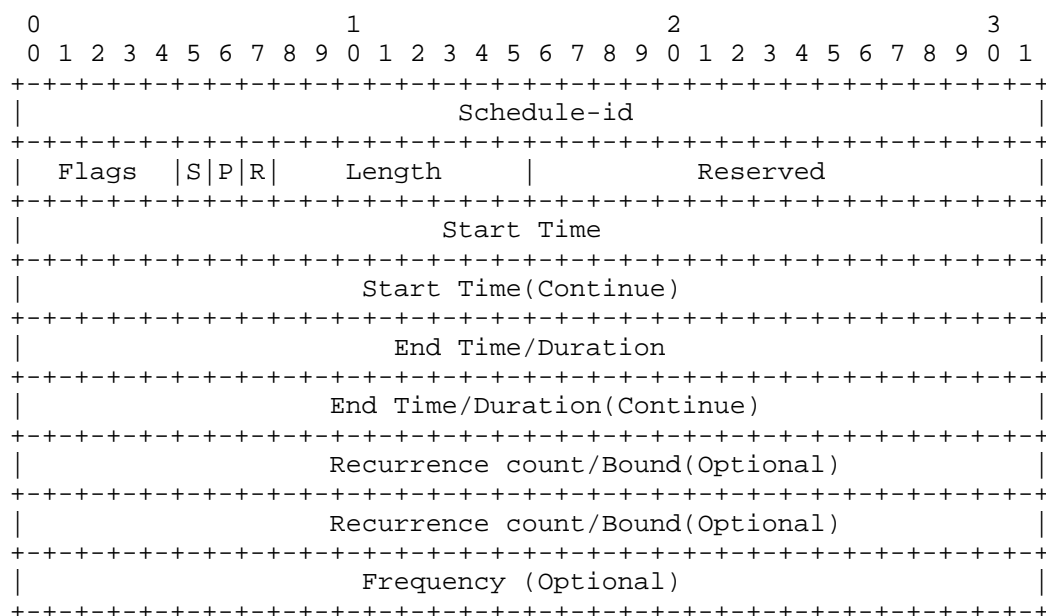 0                   1                   2                   3
 0 1 2 3 4 5 6 7 8 9 0 1 2 3 4 5 6 7 8 9 0 1 2 3 4 5 6 7 8 9 0 1
+-+-+-+-+-+-+-+-+-+-+-+-+-+-+-+-+-+-+-+-+-+-+-+-+-+-+-+-+-+-+-+-+
|                          Schedule-id                          |
+-+-+-+-+-+-+-+-+-+-+-+-+-+-+-+-+-+-+-+-+-+-+-+-+-+-+-+-+-+-+-+-+
|  Flags  |S|P|R|    Length     |          Reserved             |
+-+-+-+-+-+-+-+-+-+-+-+-+-+-+-+-+-+-+-+-+-+-+-+-+-+-+-+-+-+-+-+-+
|                          Start Time                           |
+-+-+-+-+-+-+-+-+-+-+-+-+-+-+-+-+-+-+-+-+-+-+-+-+-+-+-+-+-+-+-+-+
|                     Start Time(Continue)                      |
+-+-+-+-+-+-+-+-+-+-+-+-+-+-+-+-+-+-+-+-+-+-+-+-+-+-+-+-+-+-+-+-+
|                       End Time/Duration                       |
+-+-+-+-+-+-+-+-+-+-+-+-+-+-+-+-+-+-+-+-+-+-+-+-+-+-+-+-+-+-+-+-+
|                   End Time/Duration(Continue)                 |
+-+-+-+-+-+-+-+-+-+-+-+-+-+-+-+-+-+-+-+-+-+-+-+-+-+-+-+-+-+-+-+-+
|                   Recurrence count/Bound(Optional)            |
+-+-+-+-+-+-+-+-+-+-+-+-+-+-+-+-+-+-+-+-+-+-+-+-+-+-+-+-+-+-+-+-+
|                   Recurrence count/Bound(Optional)            |
+-+-+-+-+-+-+-+-+-+-+-+-+-+-+-+-+-+-+-+-+-+-+-+-+-+-+-+-+-+-+-+-+
|                     Frequency (Optional)                      |
+-+-+-+-+-+-+-+-+-+-+-+-+-+-+-+-+-+-+-+-+-+-+-+-+-+-+-+-+-+-+-+-+